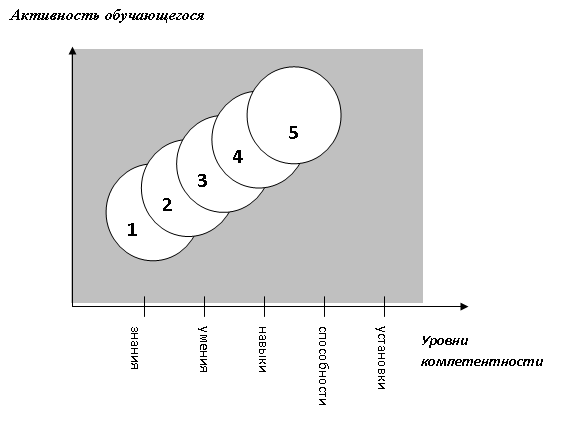 Активность обучающегося
5
4
3
2
1
знания
умения
навыки
способности
установки
Уровни
компетентности